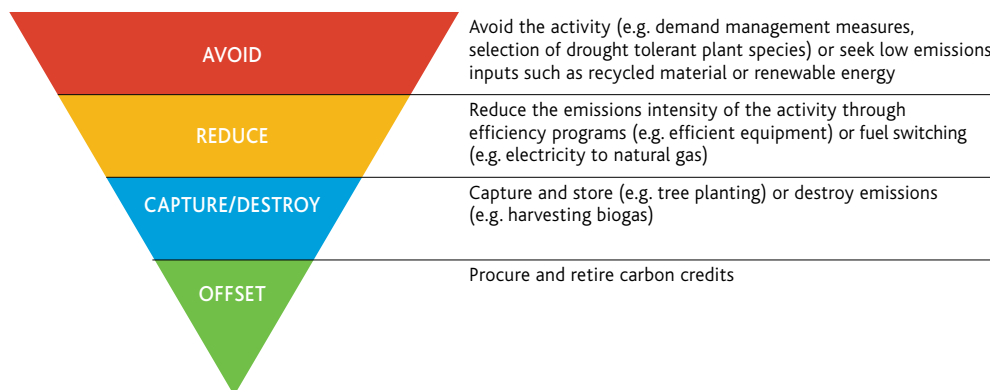 AVOID
Avoid the activity (e.g. demand management measures,
selection of drought tolerant plant species) or seek low emissions
inputs such as recycled material or renewable energy
REDUCE
Reduce the emissions intensity of the activity through
efficiency programs (e.g. efficient equipment) or fuel switching
(e.g. electricity to natural gas)
CAPTURE/DESTROY
Capture and store (e.g. tree planting) or destroy emissions
(e.g. harvesting biogas)
OFFSET
Procure and retire carbon credits